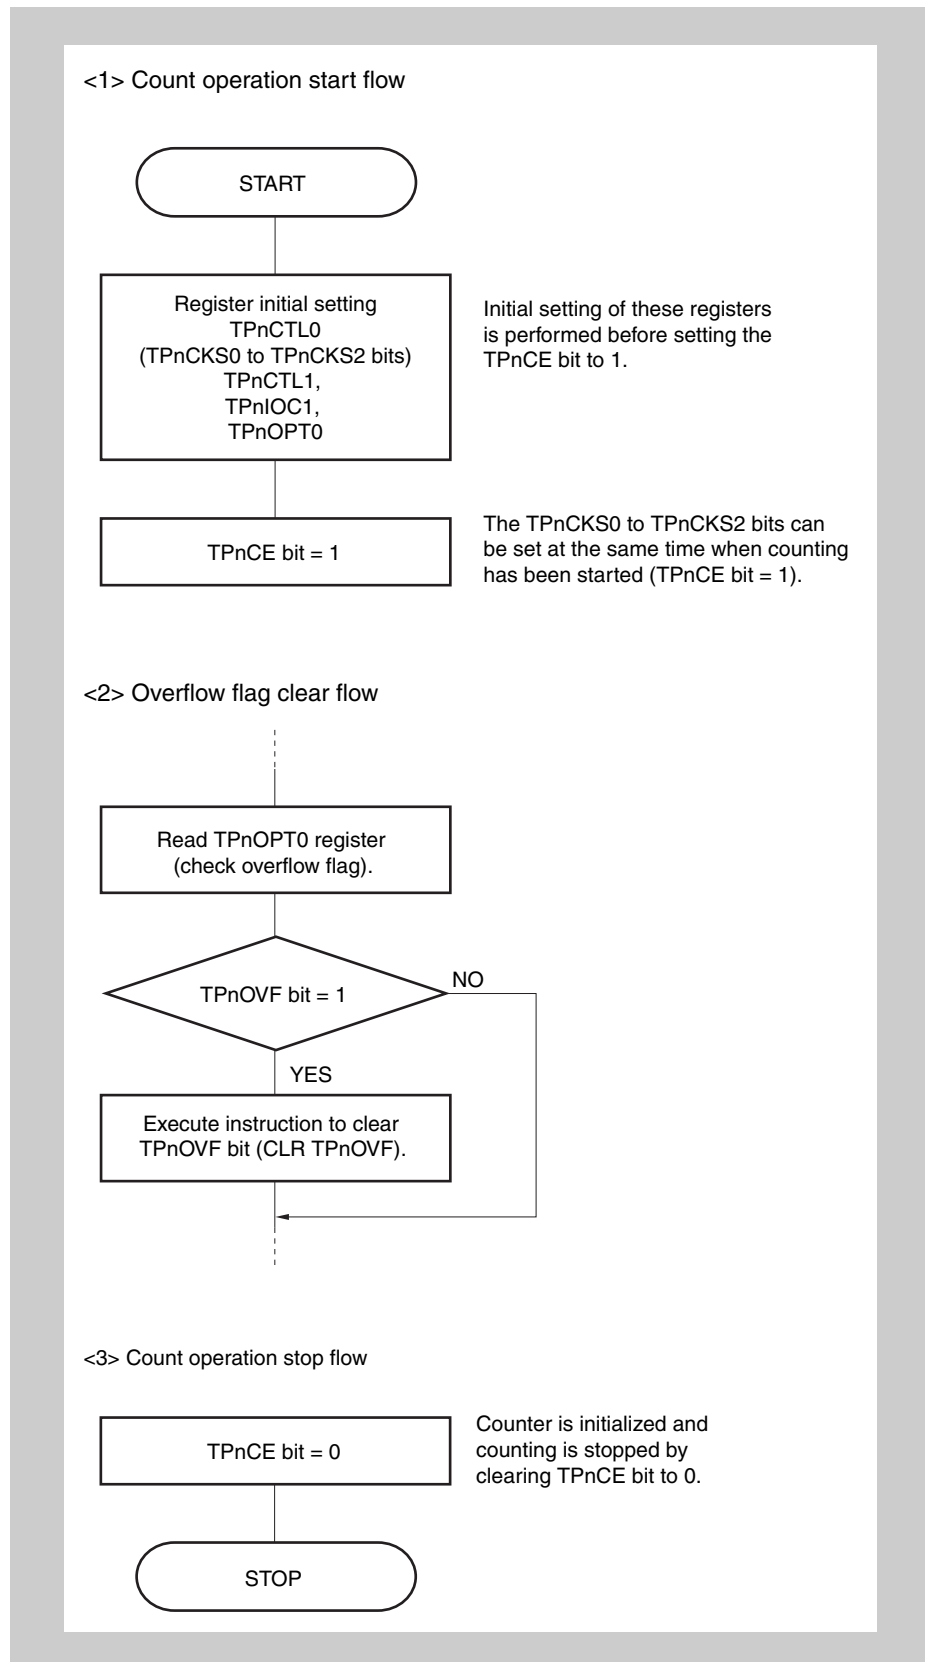 <1> Count operation start flow
START
Register initial setting
TPnCTL0
(TPnCKS0 to TPnCKS2 bits)
TPnCTL1,
TPnIOC1,
TPnOPT0
Initial setting of these registers
is performed before setting the
TPnCE bit to 1.
TPnCE bit = 1
The TPnCKS0 to TPnCKS2 bits can
be set at the same time when counting
has been started (TPnCE bit = 1).
<2> Overflow flag clear flow
Read TPnOPT0 register
(check overflow flag).
TPnOVF bit = 1
NO
YES
Execute instruction to clear
TPnOVF bit (CLR TPnOVF).
<3> Count operation stop flow
TPnCE bit = 0
Counter is initialized and
counting is stopped by
clearing TPnCE bit to 0.
STOP